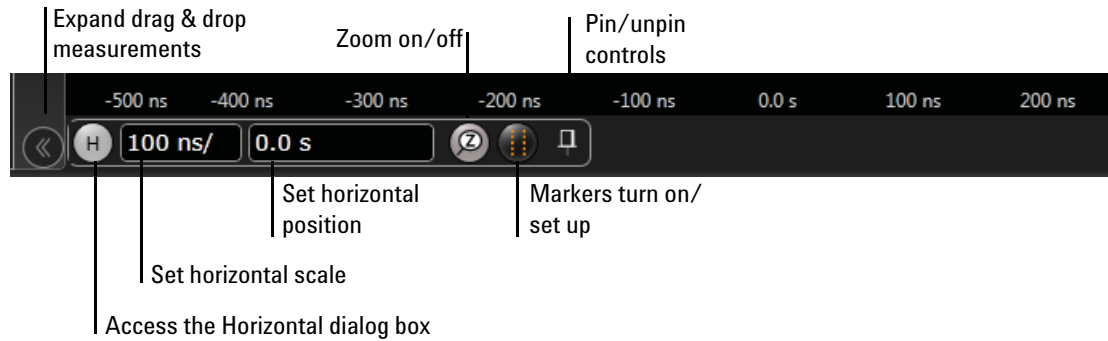 Expand drag & drop
measurements
Zoom on/off
Pin/unpin
controls
-500 ns -400 ns -300 ns -200 ns -100 ns 0.0 s 100 ns 200 ns
H 100 ns/ 0.0 s Z
Set horizontal
position
Markers turn on/
set up
Set horizontal scale
Access the Horizontal dialog box